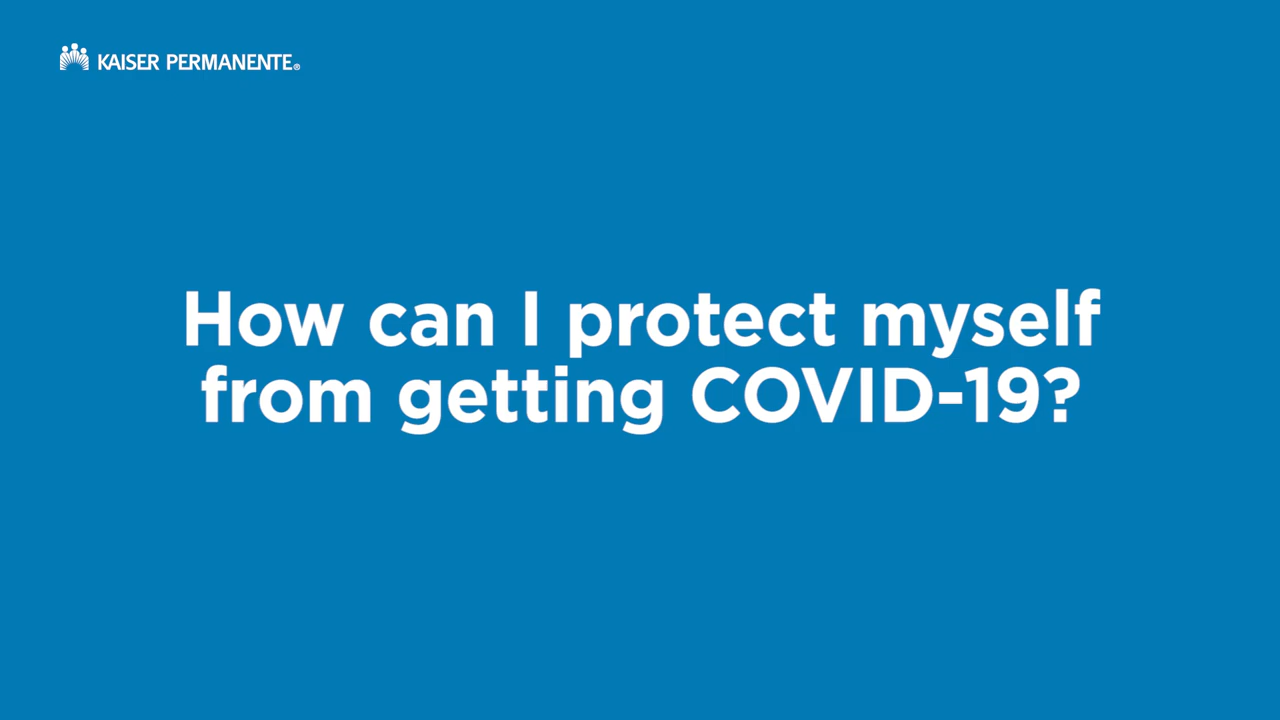 KAISER PERMANENTE®
How can I protect myself
from getting COVID-19?